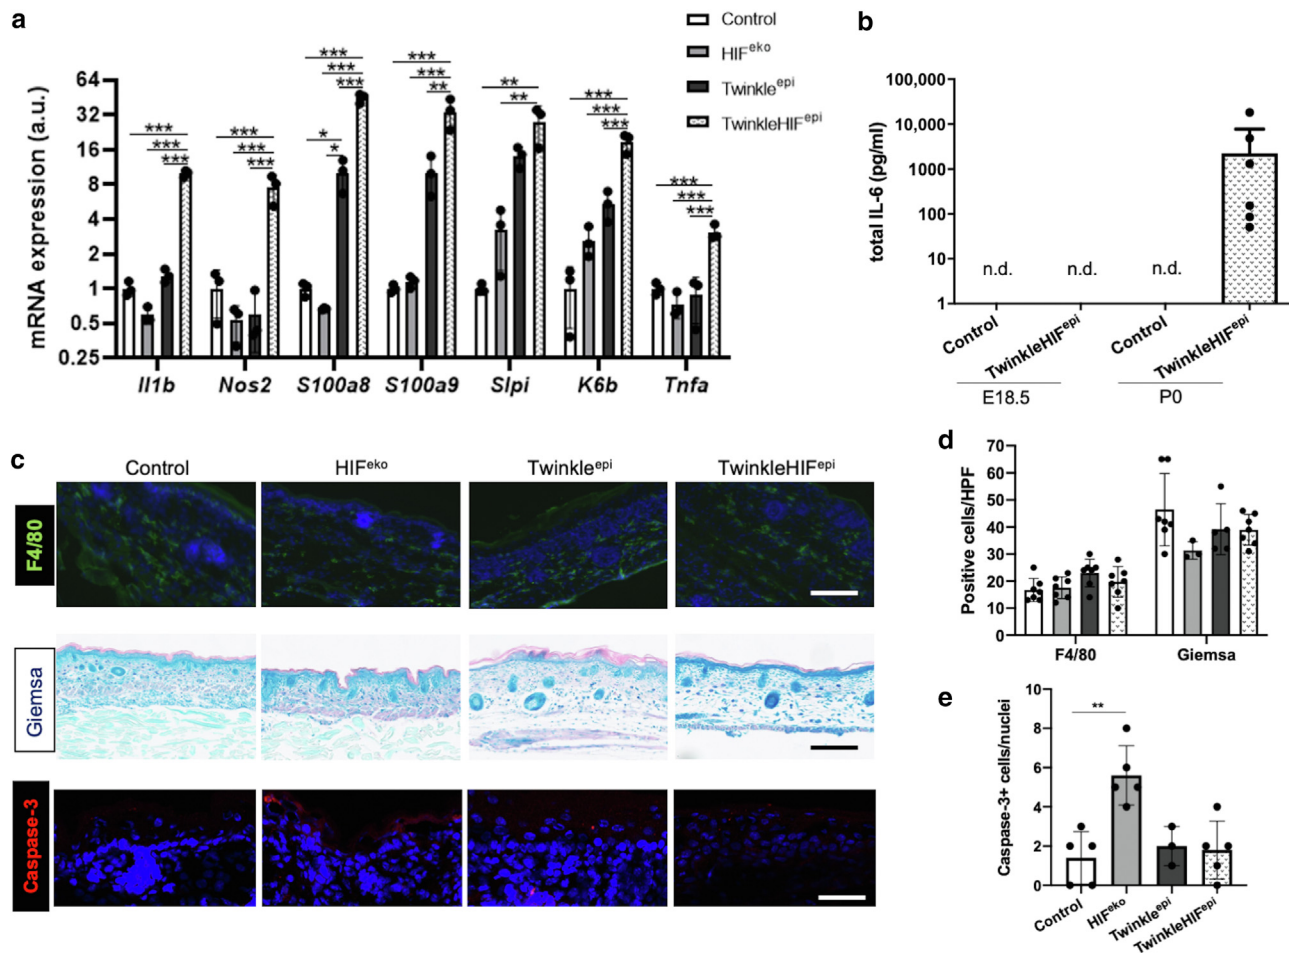 a
Control
HIFeko
Twinkleepi
TwinkleHIFepi
mRNA expression (a.u.)
64
32
16
8
4
2
1
0.5
0.25
*** *** *** *** *** *** *** *** *** * * *** *** ** ** ** *** *** *** *** *** ***
Il1b Nos2 S100a8 S100a9 Slpi K6b Tnfa
b
total IL-6 (pg/ml)
100,000
10,000
1000
100
10
1
n.d. n.d. n.d.
Control TwinkleHIFepi Control TwinkleHIFepi
E18.5 P0
c
Control HIFeko Twinkleepi TwinkleHIFepi
F4/80
Giemsa
Caspase-3
d
Positive cells/HPF
70
60
50
40
30
20
10
0
F4/80 Giemsa
e
Caspase-3+ cells/nuclei
10
8
6
4
2
0
**
Control HIFeko Twinkleepi TwinkleHIFepi